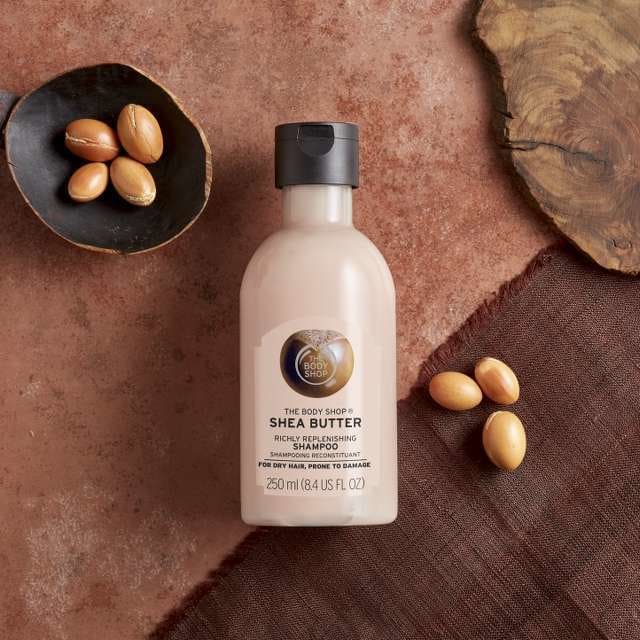 THE
BODY
SHOP
THE BODY SHOP®
SHEA BUTTER
RICHLY REPLENISHING
SHAMPOO
SHAMPOOING RECONSTITUANT
FOR DRY HAIR, PRONE TO DAMAGE
250 ml (8.4 US FL OZ)